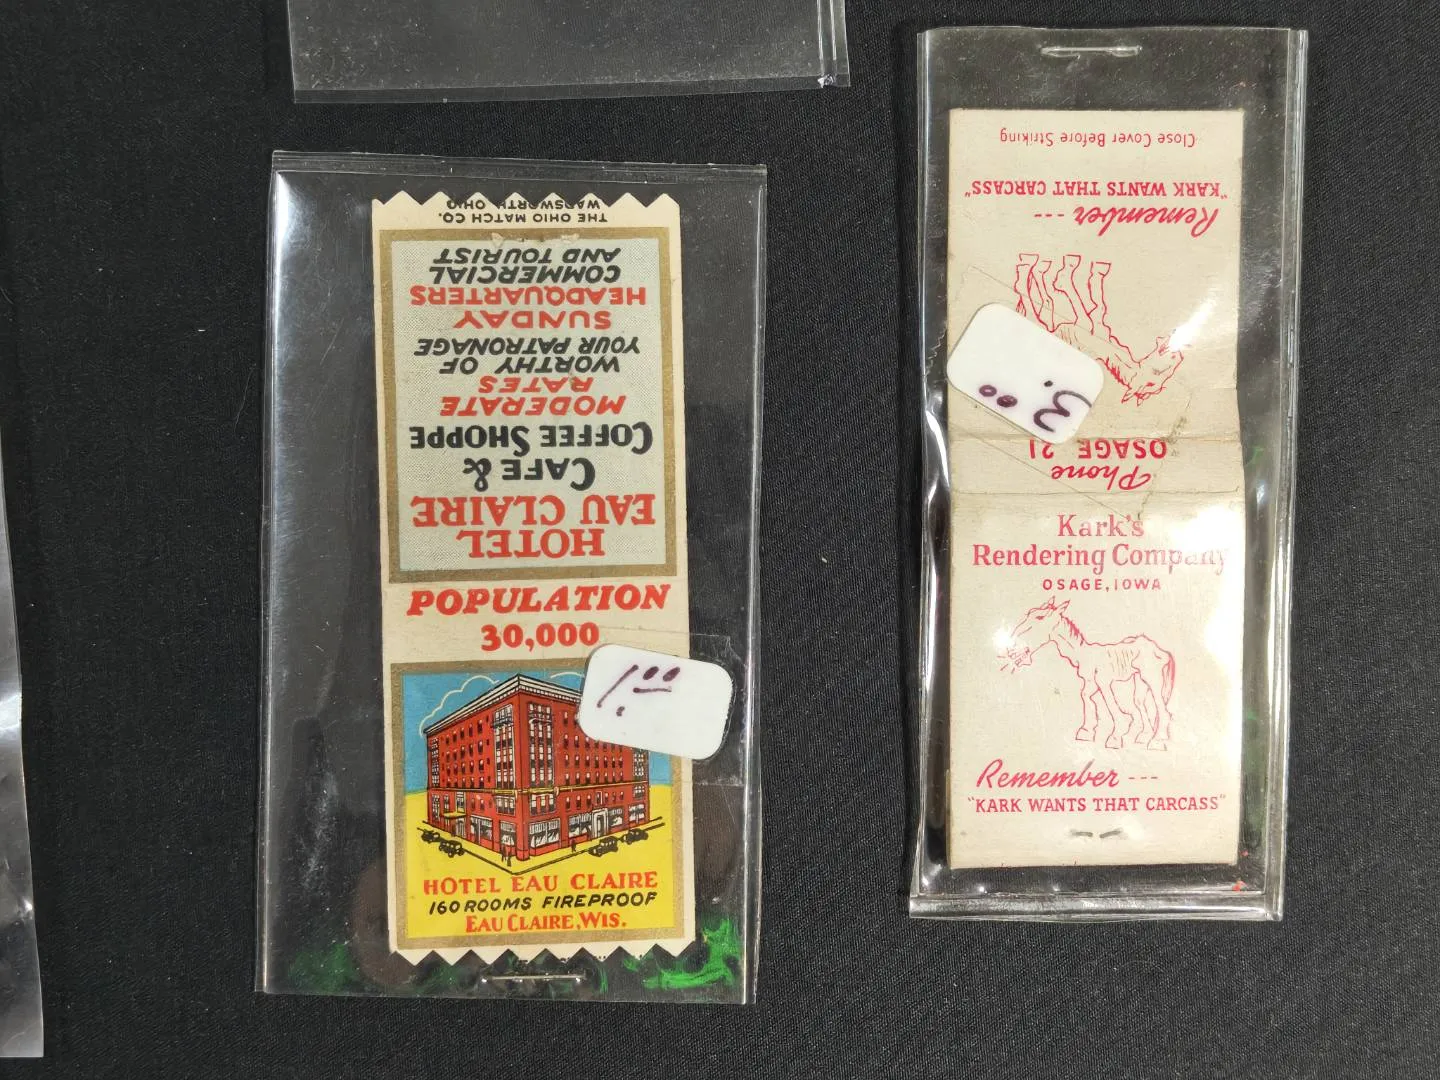 THE OHIO MATCH CO.
WADSWORTH, OHIO
HOTEL
EAU CLAIRE
CAFE &
COFFEE SHOPPE
MODERATE
RATES
WORTHY OF
YOUR PATRONAGE
SUNDAY
HEADQUARTERS
COMMERCIAL
AND TOURIST
POPULATION
30,000
1.00
HOTEL EAU CLAIRE
160 ROOMS FIREPROOF
EAU CLAIRE, WIS.
Close Cover Before Striking
Remember ---
"KARK WANTS THAT CARCASS"
3.00
Phone
OSAGE 21
Kark's
Rendering Company
OSAGE, IOWA
Remember ---
"KARK WANTS THAT CARCASS"